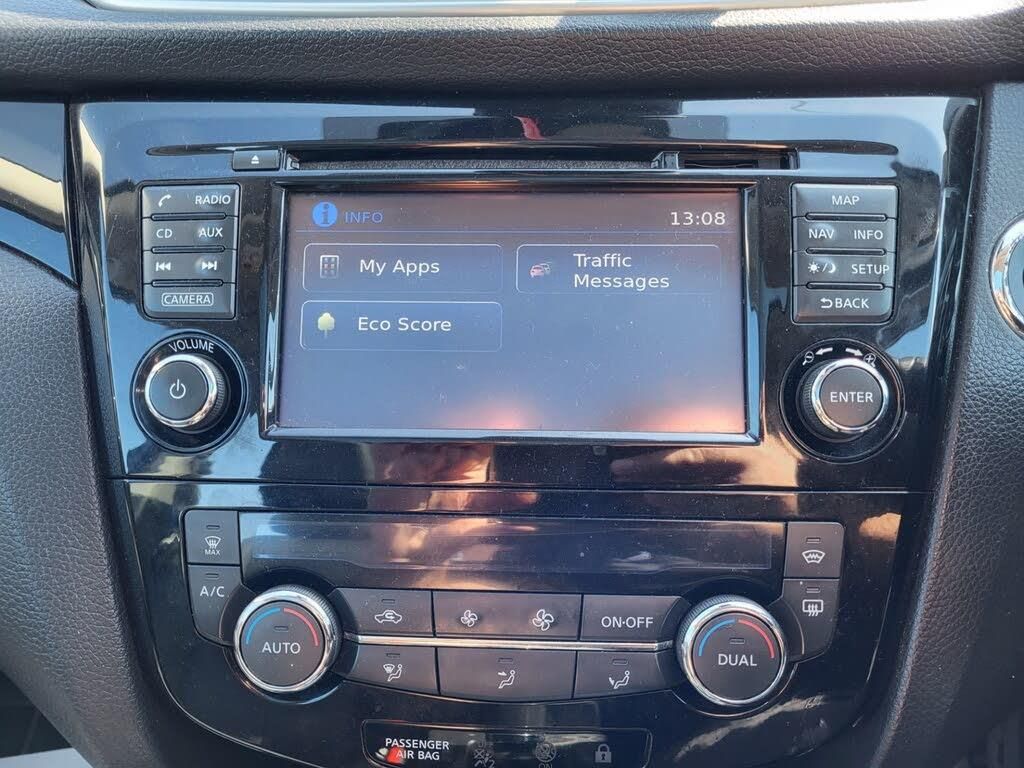 RADIO
CD AUX
CAMERA
VOLUME
INFO
13:08
My Apps
Traffic
Messages
Eco Score
MAP
NAV INFO
SETUP
BACK
ENTER
MAX
A/C
AUTO
ON·OFF
DUAL
PASSENGER
AIR BAG
ON